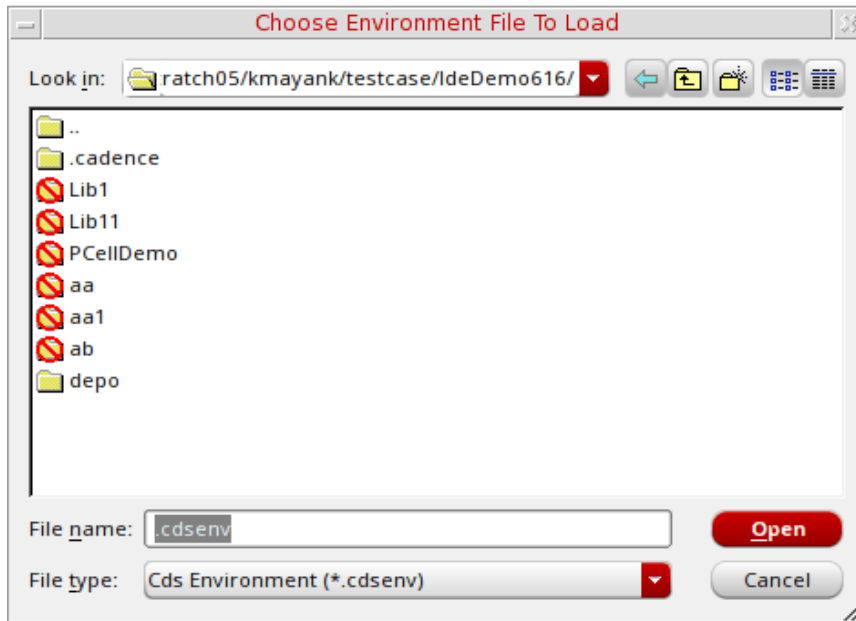 Choose Environment File To Load
Look in: ratch05/kmayank/testcase/IdeDemo616/
..
.cadence
Lib1
Lib11
PCellDemo
aa
aa1
ab
depo
File name: .cdsenv Open
File type: Cds Environment (*.cdsenv) Cancel